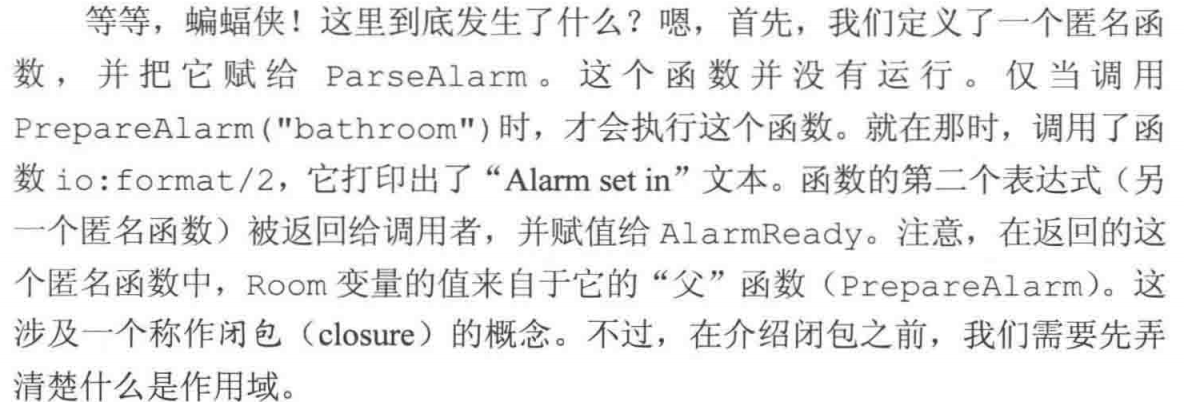 等等，蝙蝠侠！这里到底发生了什么？嗯，首先，我们定义了一个匿名函
数，并把它赋给 ParseAlarm。这个函数并没有运行。仅当调用
PrepareAlarm("bathroom")时，才会执行这个函数。就在那时，调用了函
数 io:format/2，它打印出了“Alarm set in”文本。函数的第二个表达式（另
一个匿名函数）被返回给调用者，并赋值给 AlarmReady。注意，在返回的这
个匿名函数中，Room 变量的值来自于它的“父”函数（PrepareAlarm）。这
涉及一个称作闭包（closure）的概念。不过，在介绍闭包之前，我们需要先弄
清楚什么是作用域。